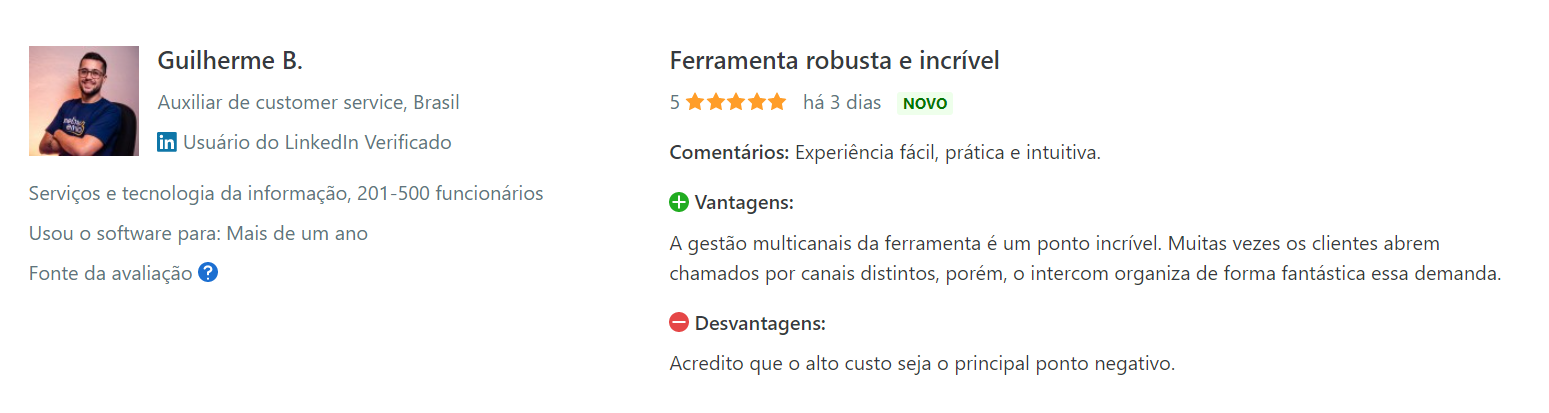 Guilherme B.
Auxiliar de customer service, Brasil
in Usuário do LinkedIn Verificado
Serviços e tecnologia da informação, 201-500 funcionários
Usou o software para: Mais de um ano
Fonte da avaliação ?
Ferramenta robusta e incrível
5 há 3 dias NOVO
Comentários: Experiência fácil, prática e intuitiva.
Vantagens:
A gestão multicanais da ferramenta é um ponto incrível. Muitas vezes os clientes abrem
chamados por canais distintos, porém, o intercom organiza de forma fantástica essa demanda.
Desvantagens:
Acredito que o alto custo seja o principal ponto negativo.